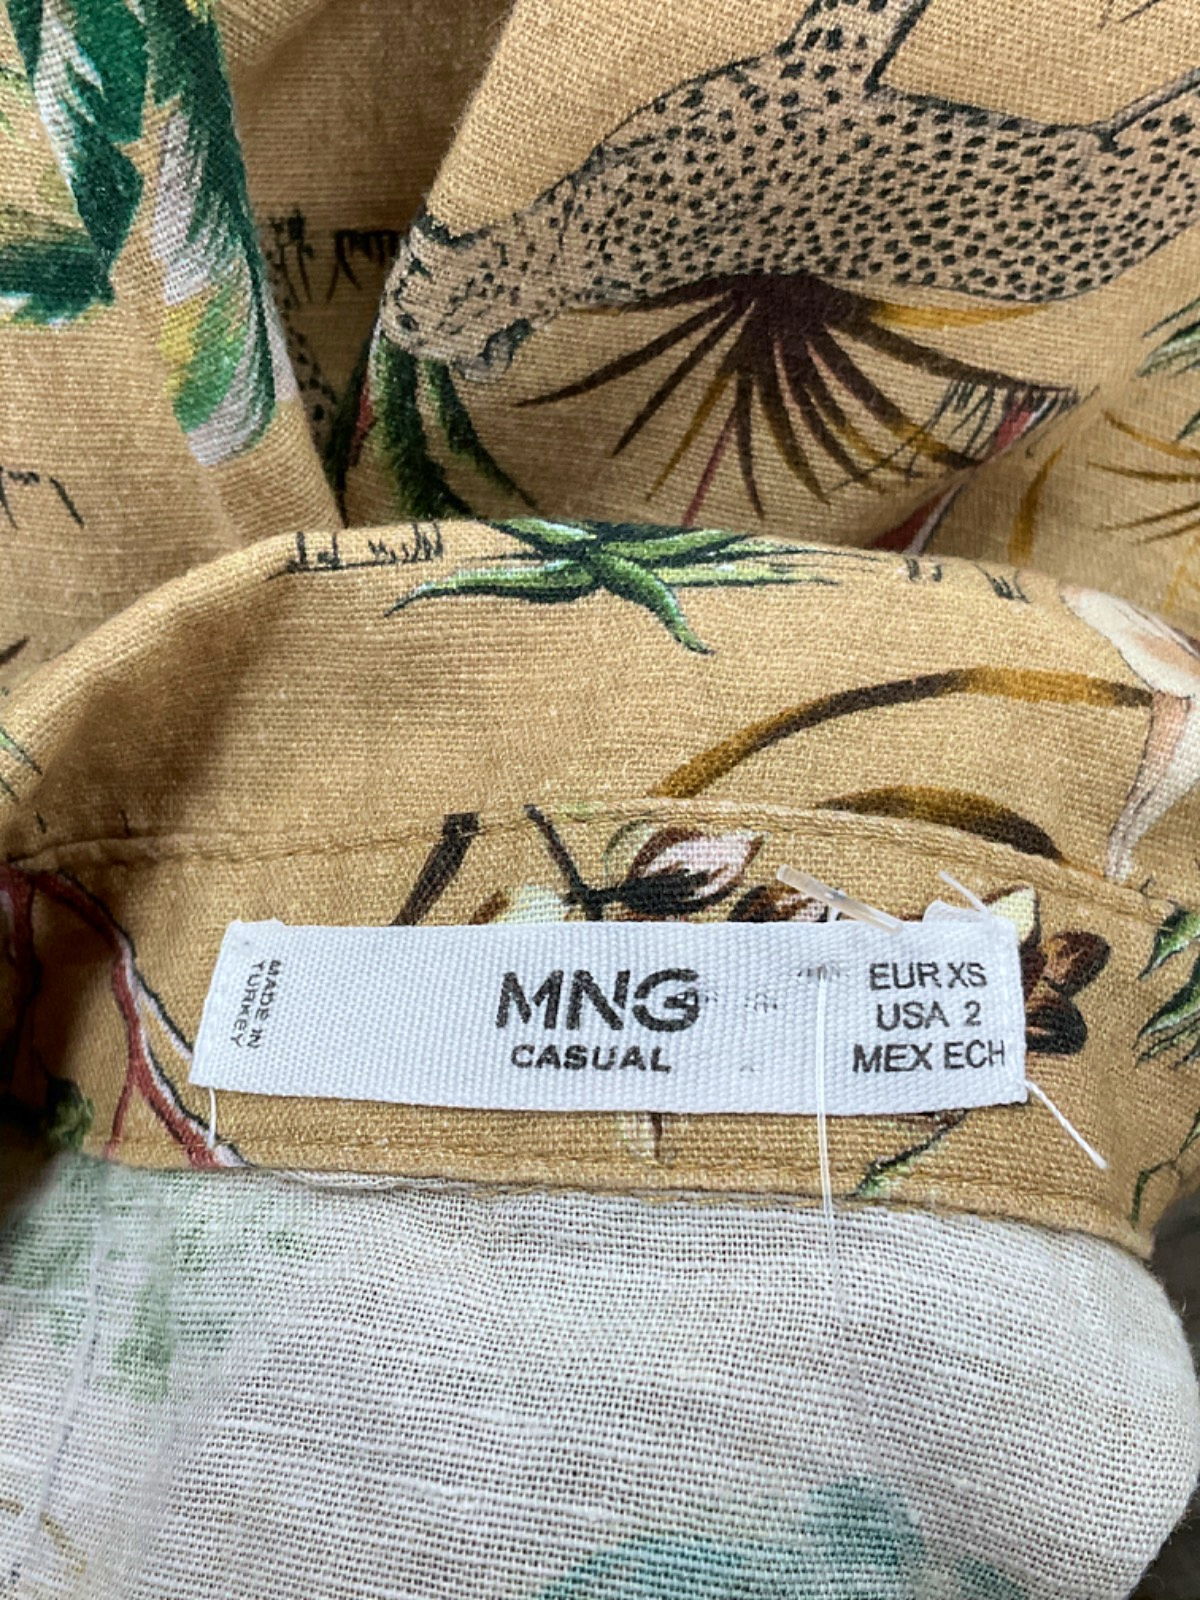 MADE IN
TURKEY
MNG
CASUAL
EUR XS
USA 2
MEX ECH